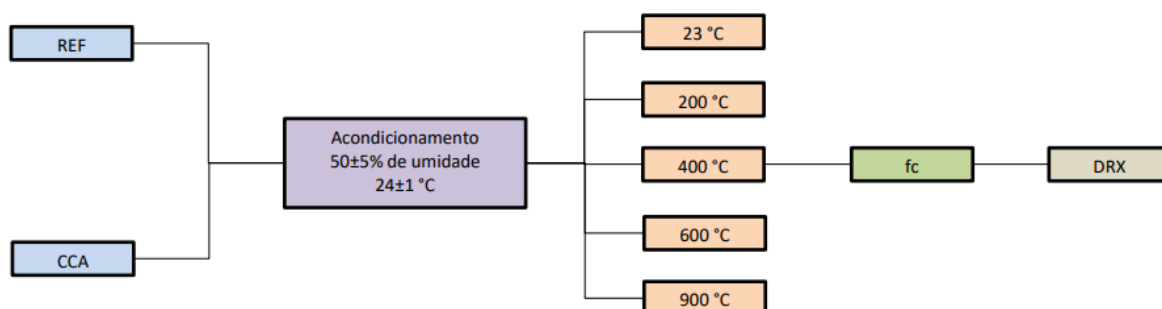 REF
CCA
Acondicionamento
50±5% de umidade
24±1 °C
23 °C
200 °C
400 °C
600 °C
900 °C
fc
DRX